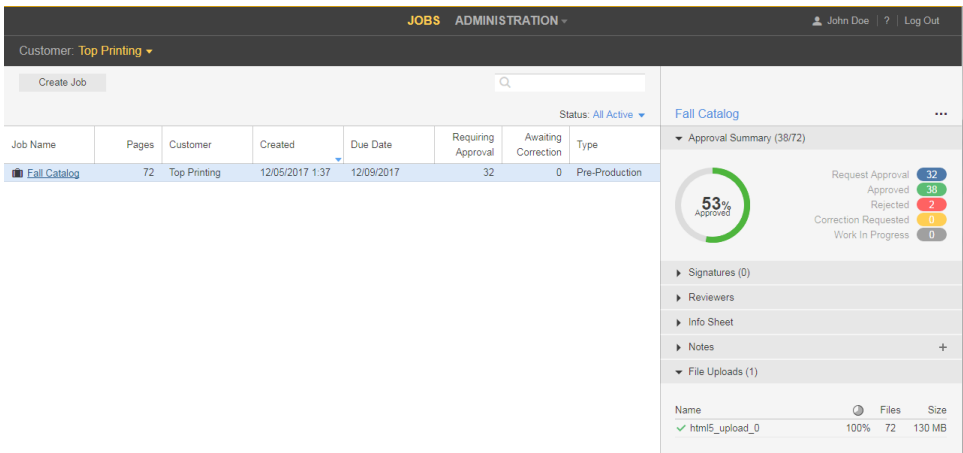 JOBS ADMINISTRATION
John Doe ? Log Out
Customer: Top Printing
Create Job
Status: All Active
Job Name Pages Customer Created Due Date Requiring Approval Awaiting Correction Type
Fall Catalog 72 Top Printing 12/05/2017 1:37 12/09/2017 32 0 Pre-Production
Fall Catalog •••
Approval Summary (38/72)
53%
Approved
Request Approval 32
Approved 38
Rejected 2
Correction Requested 0
Work In Progress 0
Signatures (0)
Reviewers
Info Sheet
Notes +
File Uploads (1)
Name Files Size
html5_upload_0 100% 72 130 MB